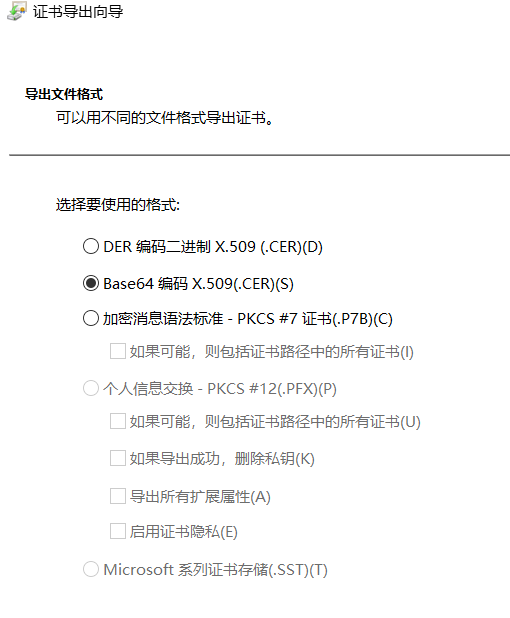 证书导出向导
导出文件格式
可以用不同的文件格式导出证书。
选择要使用的格式:
DER 编码二进制 X.509 (.CER)(D)
Base64 编码 X.509(.CER)(S)
加密消息语法标准 - PKCS #7 证书(.P7B)(C)
如果可能，则包括证书路径中的所有证书(I)
个人信息交换 - PKCS #12(.PFX)(P)
如果可能，则包括证书路径中的所有证书(U)
如果导出成功，删除私钥(K)
导出所有扩展属性(A)
启用证书隐私(E)
Microsoft 系列证书存储(.SST)(T)